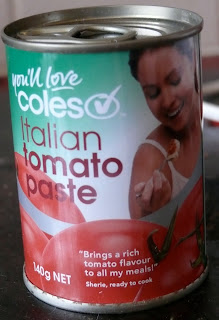 you'll love
coles
Italian
tomato
paste
"Brings a rich
tomato flavour
to all my meals!"
Sherie, ready to cook
140g NET